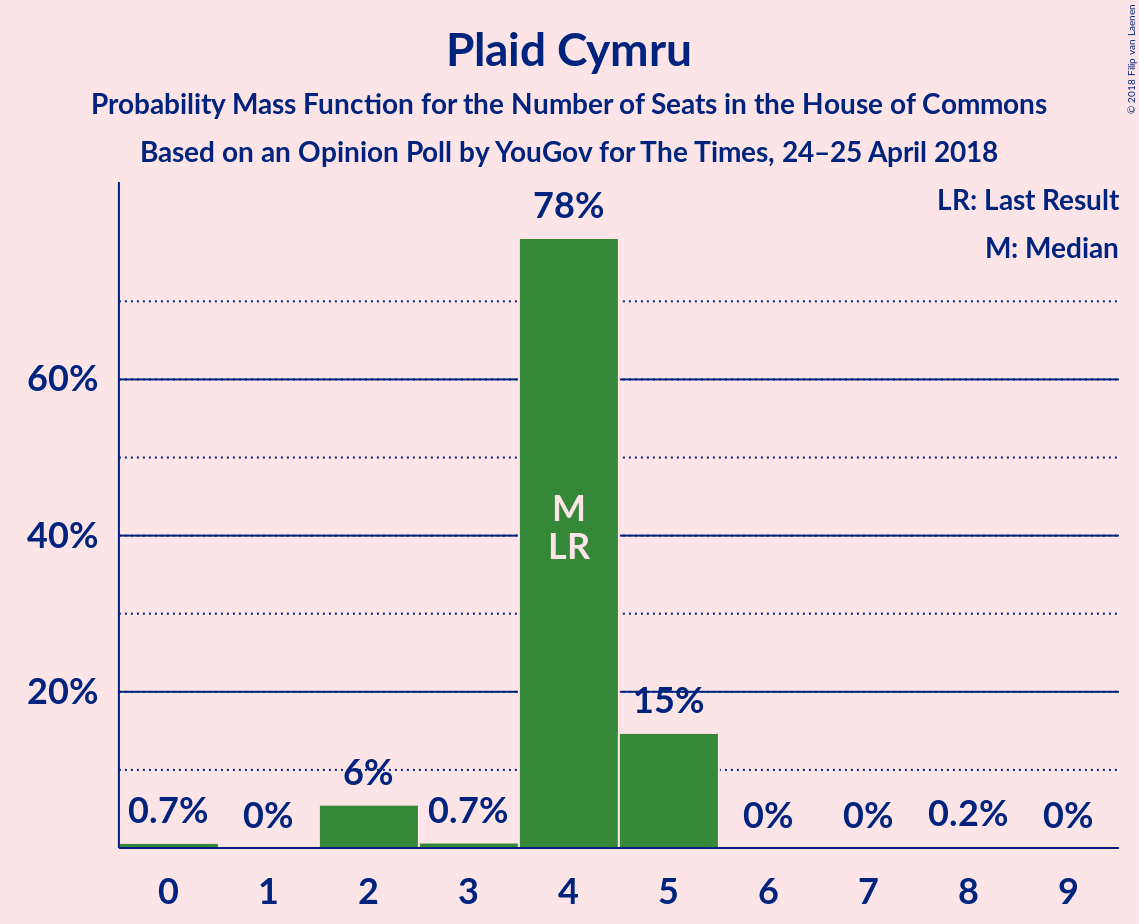 Plaid Cymru
Probability Mass Function for the Number of Seats in the House of Commons
Based on an Opinion Poll by YouGov for The Times, 24–25 April 2018
© 2018 Filip van Laenen
LR: Last Result
M: Median
60%
40%
20%
0.7%
0%
6%
0.7%
78%
M
LR
15%
0%
0%
0.2%
0%
0 1 2 3 4 5 6 7 8 9